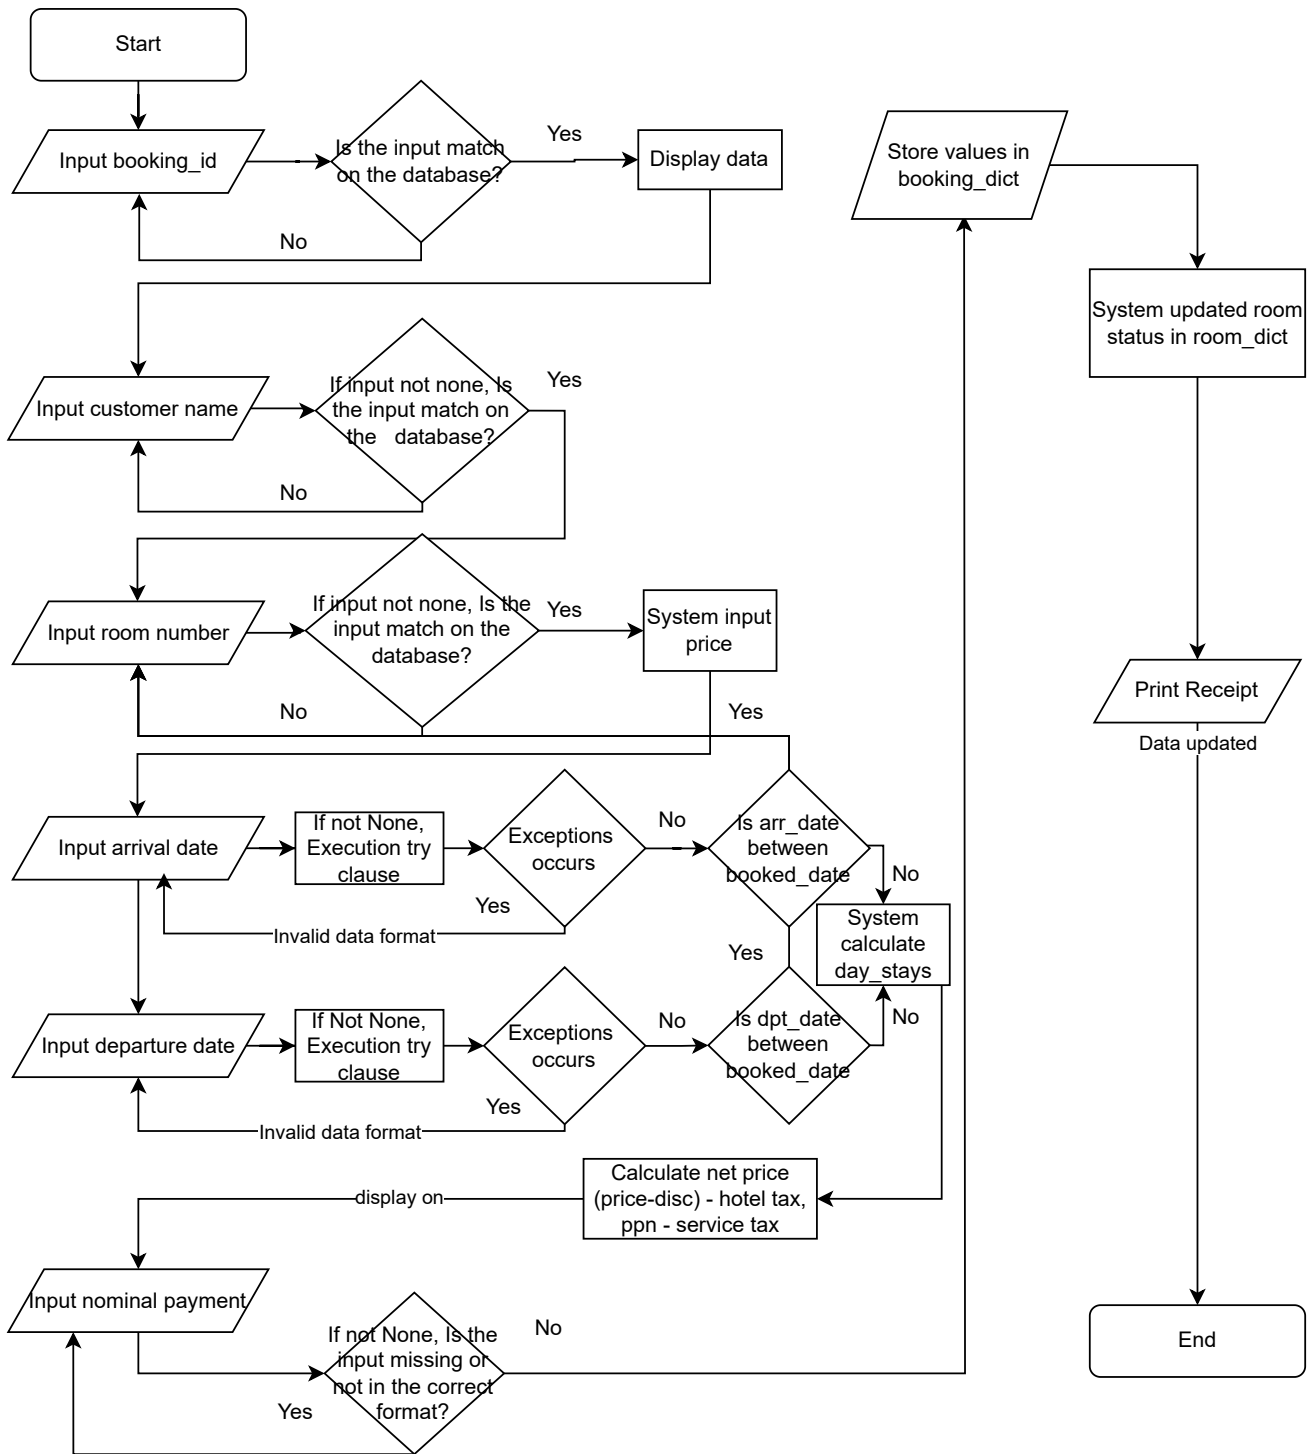 Start
Input booking_id
Is the input match
on the database?
Yes
No
Display data
Input customer name
If input not none, Is
the input match on
the database?
Yes
No
Input room number
If input not none, Is the
input match on the
database?
Yes
No
System input
price
Yes
Input arrival date
If not None,
Execution try
clause
Exceptions
occurs
No
Yes
Invalid data format
Is arr_date
between
booked_date
No
System
calculate
day_stays
Yes
Input departure date
If Not None,
Execution try
clause
Exceptions
occurs
No
Yes
Invalid data format
Is dpt_date
between
booked_date
No
Calculate net price
(price-disc) - hotel tax,
ppn - service tax
display on
Input nominal payment
If not None, Is the
input missing or
not in the correct
format?
Yes
No
Store values in
booking_dict
System updated room
status in room_dict
Print Receipt
Data updated
End